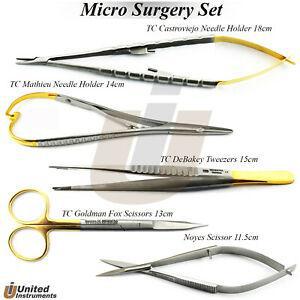 Micro Surgery Set
TC Castroviejo Needle Holder 18cm
TC Mathieu Needle Holder 14cm
TC DeBakey Tweezers 15cm
TC Goldman Fox Scissors 13cm
Noyes Scissor 11.5cm
United
Instruments